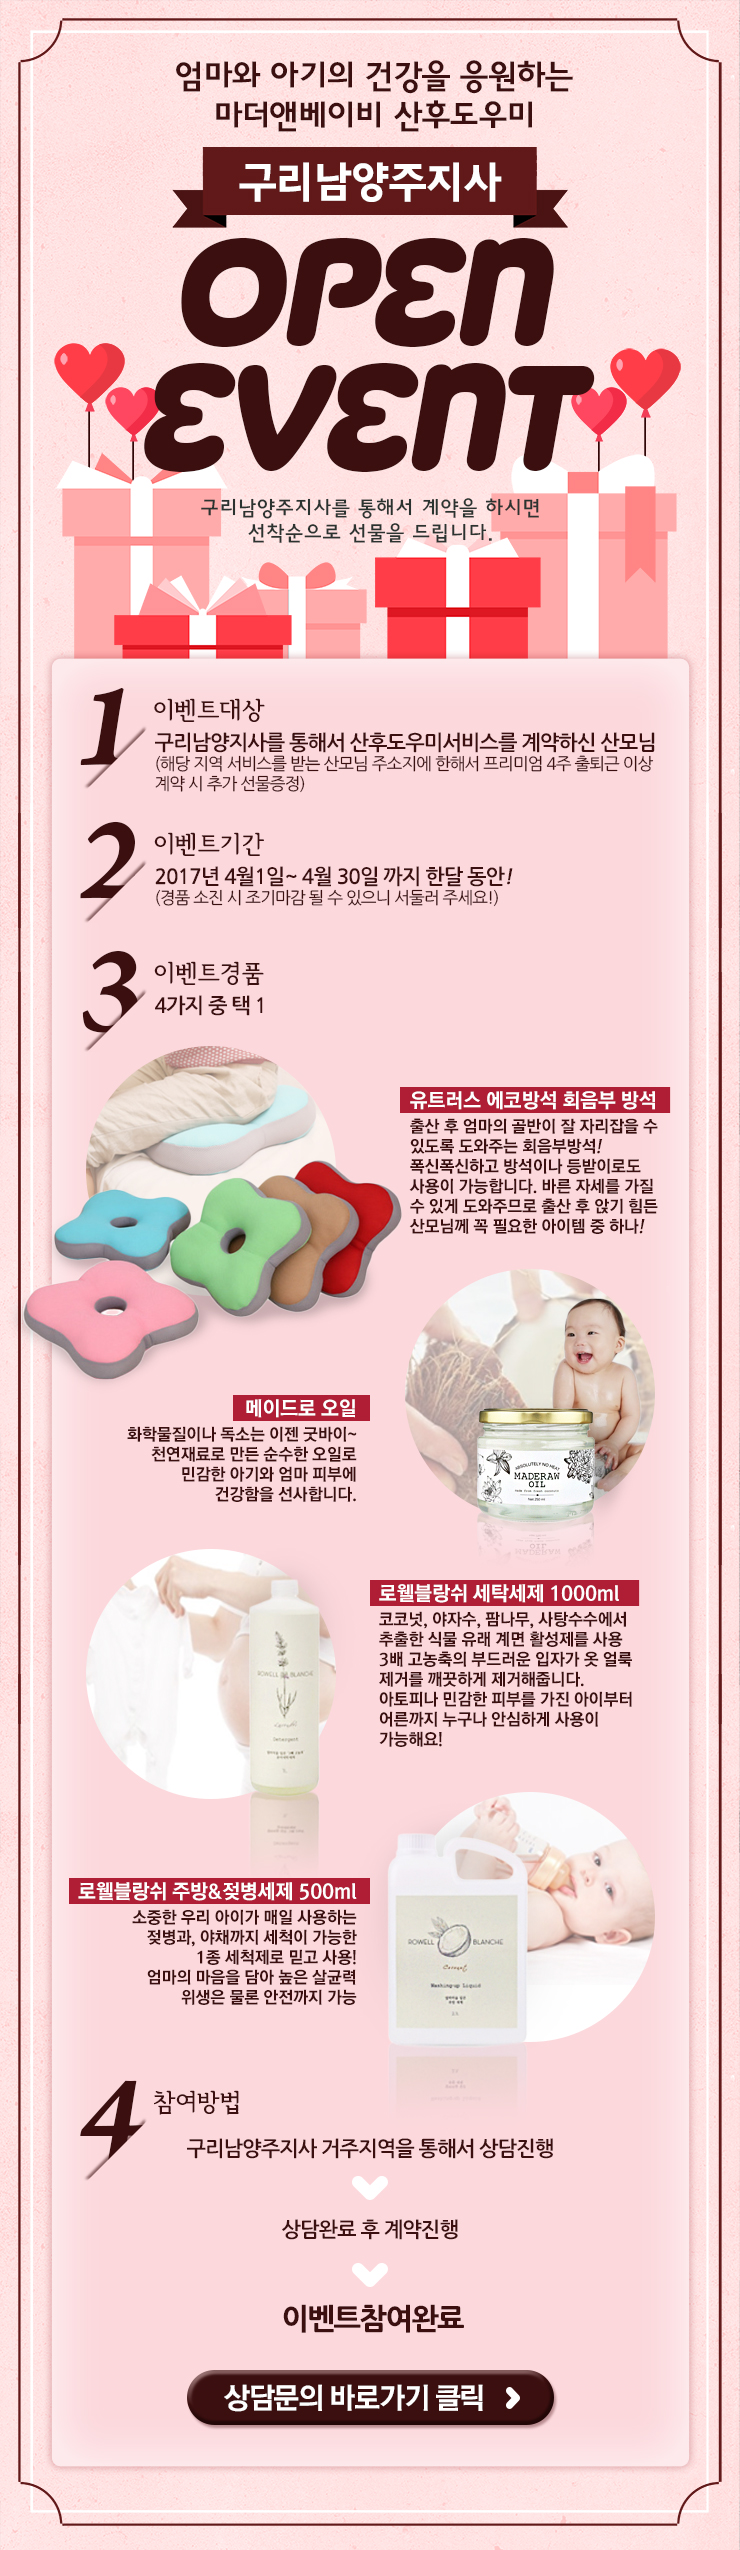 엄마와 아기의 건강을 응원하는
마더앤베이비 산후도우미
구리남양주지사
OPEN
EVENT
구리남양주지사를 통해서 계약을 하시면
선착순으로 선물을 드립니다.
1 이벤트대상
구리남양지사를 통해서 산후도우미서비스를 계약하신 산모님
(해당 지역 서비스를 받는 산모님 주소지에 한해서 프리미엄 4주 출퇴근 이상
계약 시 추가 선물증정)
2 이벤트기간
2017년 4월1일~ 4월 30일 까지 한달 동안!
(경품 소진 시 조기마감 될 수 있으니 서둘러 주세요!)
3 이벤트경품
4가지 중 택 1
유트러스 에코방석 회음부 방석
출산 후 엄마의 골반이 잘 자리잡을 수
있도록 도와주는 회음부방석!
폭신폭신하고 방석이나 등받이로도
사용이 가능합니다. 바른 자세를 가질
수 있게 도와주므로 출산 후 앉기 힘든
산모님께 꼭 필요한 아이템 중 하나!
메이드로 오일
화학물질이나 독소는 이젠 굿바이~
천연재료로 만든 순수한 오일로
민감한 아기와 엄마 피부에
건강함을 선사합니다.
ABSOLUTELY NO HEAT
MADERAW
OIL
로웰블랑쉬 세탁세제 1000ml
코코넛, 야자수, 팜나무, 사탕수수에서
추출한 식물 유래 계면 활성제를 사용
3배 고농축의 부드러운 입자가 옷 얼룩
제거를 깨끗하게 제거해줍니다.
아토피나 민감한 피부를 가진 아이부터
어른까지 누구나 안심하게 사용이
가능해요!
ROWELL BLANCHE
Detergent
로웰블랑쉬 주방&젖병세제 500ml
소중한 우리 아이가 매일 사용하는
젖병과, 야채까지 세척이 가능한
1종 세척제로 믿고 사용!
엄마의 마음을 담아 높은 살균력
위생은 물론 안전까지 가능
ROWELL BLANCHE
Coconut
Washing-up Liquid
4 참여방법
구리남양주지사 거주지역을 통해서 상담진행
상담완료 후 계약진행
이벤트참여완료
상담문의 바로가기 클릭